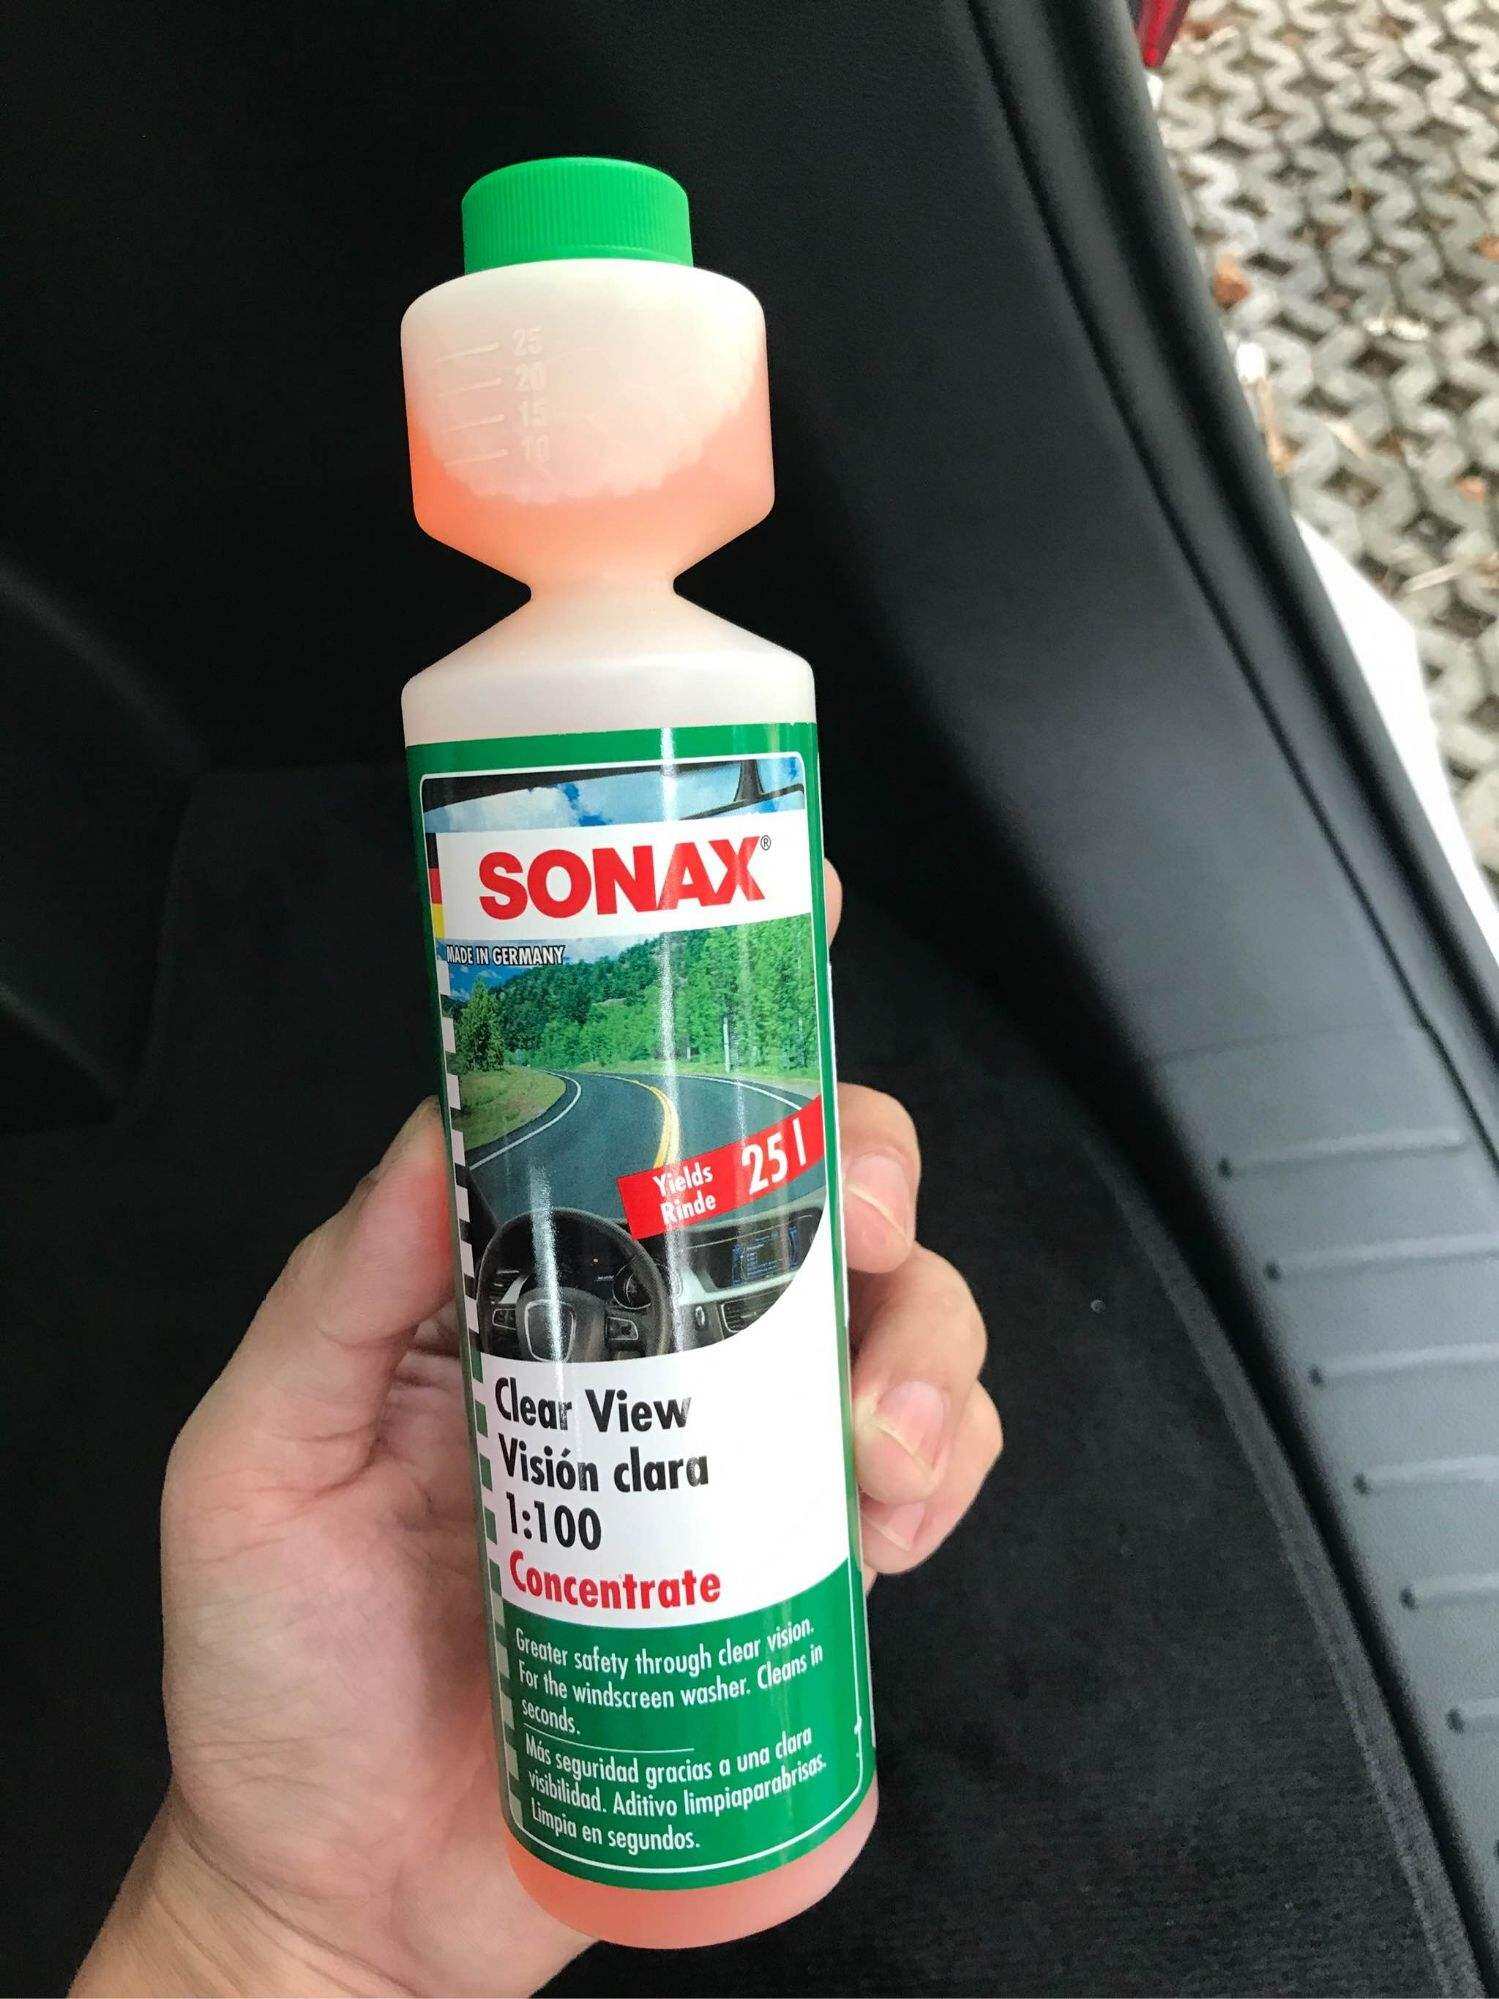 25
20
15
10
SONAX®
MADE IN GERMANY
Yields 25 l
Rinde
Clear View
Visión clara
1:100
Concentrate
Greater safety through clear vision.
For the windscreen washer. Cleans in
seconds.
Más seguridad gracias a una clara
visibilidad. Aditivo limpiaparabrisas.
Limpia en segundos.